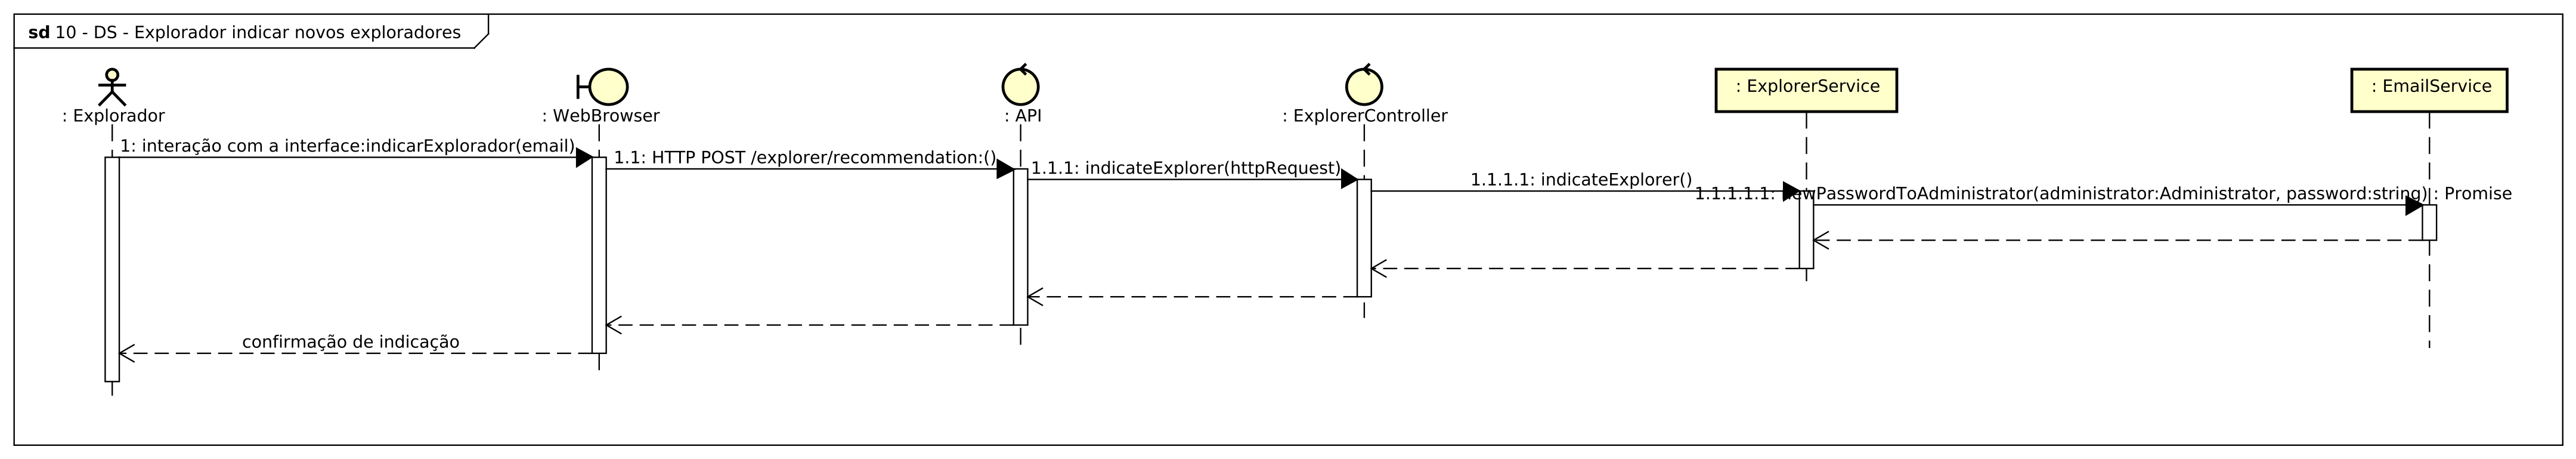 sd 10 - DS - Explorador indicar novos exploradores
: Explorador
: WebBrowser
: API
: ExplorerController
: ExplorerService
: EmailService
1: interação com a interface:indicarExplorador(email)
1.1: HTTP POST /explorer/recommendation:()
1.1.1: indicateExplorer(httpRequest)
1.1.1.1: indicateExplorer()
1.1.1.1.1: newPasswordToAdministrator(administrator:Administrator, password:string) : Promise
confirmação de indicação